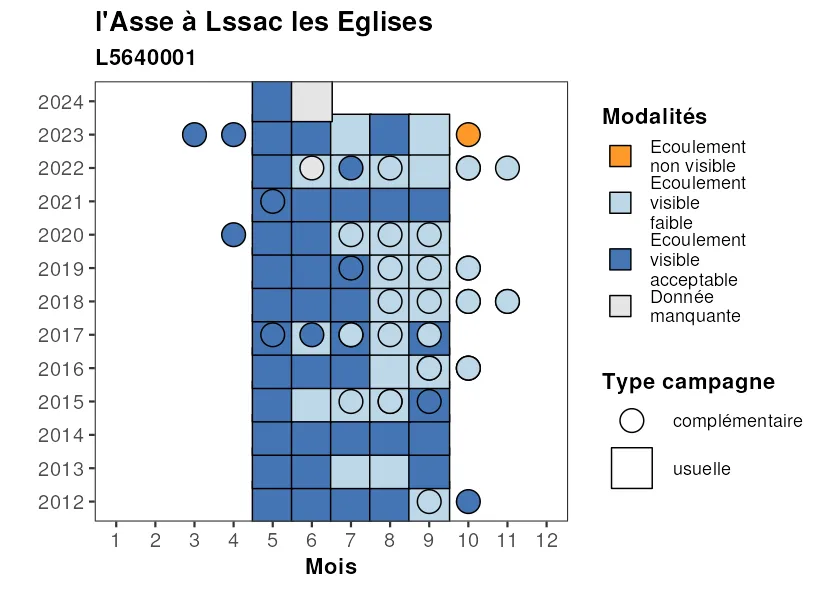 l'Asse à Lssac les Eglises
L5640001
2024
2023
2022
2021
2020
2019
2018
2017
2016
2015
2014
2013
2012
1 2 3 4 5 6 7 8 9 10 11 12
Mois
Modalités
Ecoulement
non visible
Ecoulement
visible
faible
Ecoulement
visible
acceptable
Donnée
manquante
Type campagne
complémentaire
usuelle